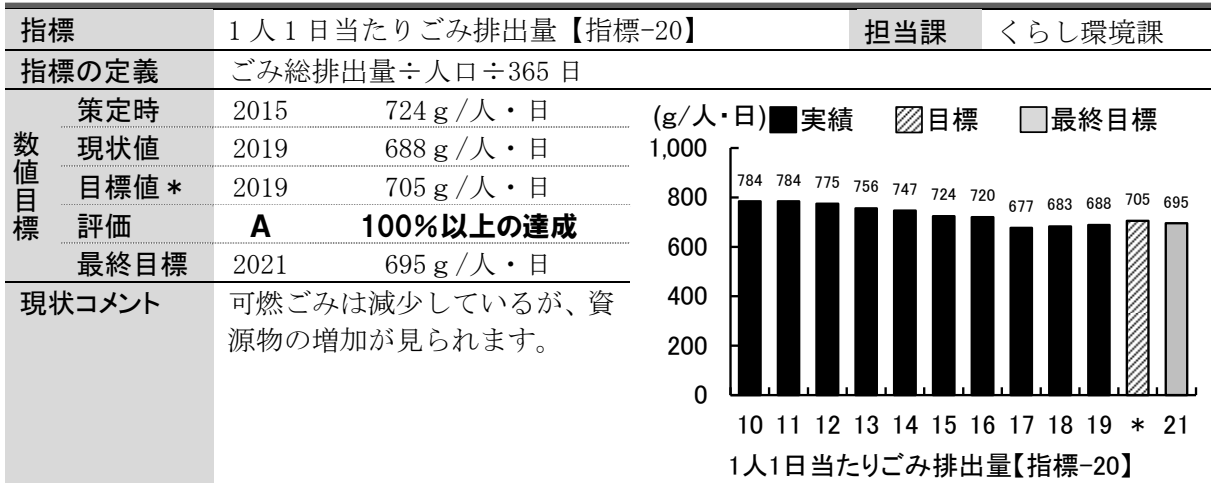 指標 1人1日当たりごみ排出量【指標-20】 担当課 くらし環境課
指標の定義 ごみ総排出量÷人口÷365日
数値目標
策定時 2015 724g/人・日
現状値 2019 688g/人・日
目標値* 2019 705g/人・日
評価 A 100%以上の達成
最終目標 2021 695g/人・日
現状コメント 可燃ごみは減少しているが、資
源物の増加が見られます。
(g/人・日) 実績 目標 最終目標
1,000
800
600
400
200
0
784 784 775 756 747 724 720 677 683 688 705 695
10 11 12 13 14 15 16 17 18 19 * 21
1人1日当たりごみ排出量【指標-20】